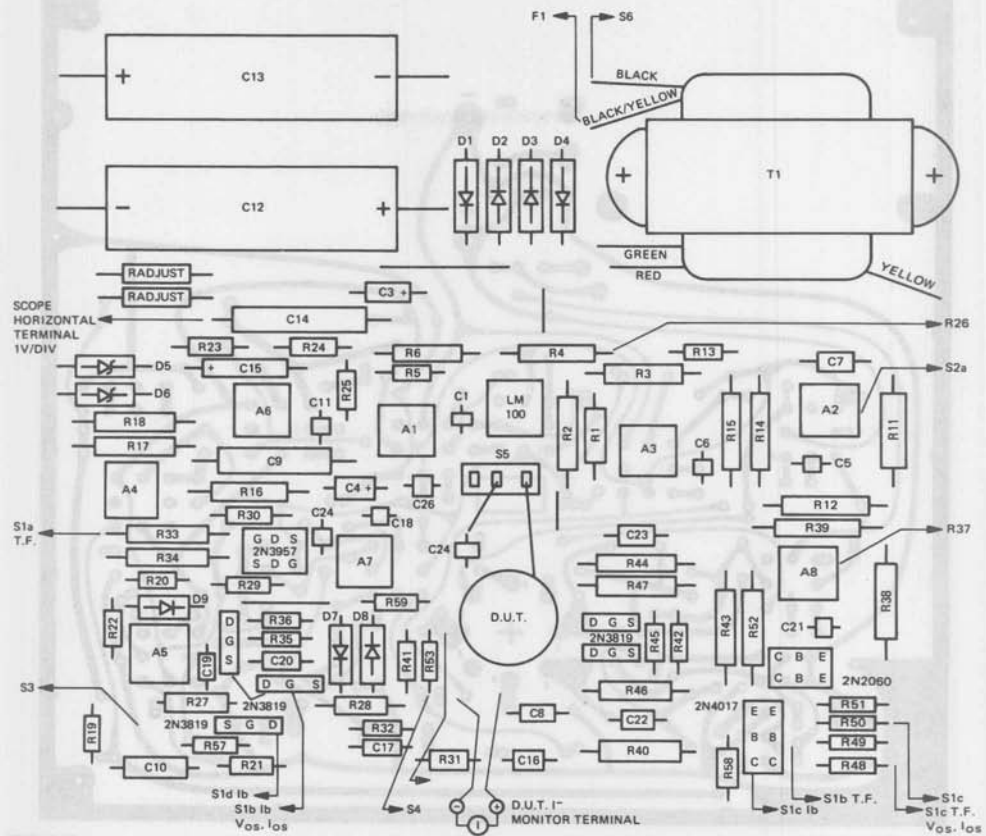 F1 S6
BLACK
BLACK/YELLOW
+ C13 −
D1 D2 D3 D4
+ T1 +
− C12 +
GREEN
RED
YELLOW
RADJUST
RADJUST
C3 +
SCOPE
HORIZONTAL
TERMINAL
1V/DIV
C14
R26
R23 R24 R6 R4 R13
+ C15 R5 R3 C7
D5 S2a
D6
R25
A6 C11 A1 C1 LM
100
R2 R1 A3 C6 R15 R14 A2 R11
R18
R17
C9 S5 C5
A4 R16 C4 + C26 R12
R30 C24 C18 R39
S1a
T.F.
R33 G D S
2N3957
S D G
C23 R37
R34 A7 C24 R44 A8
R20 R29 R47
D9 R59 D.U.T. R43 R52 R38
R22 D
G
S
R36 D7 D8 D G S
2N3819
D G S
R45 R42 C21
A5 R35 R41 R53
C19 C20 C B E
C B E
2N2060
S3 D G S R46
R27 2N3819 R28 2N4017 E E
B B
C C
R51
2N3819 S G D R32 C8 C22 R50
R19 R57 C17 R40 R49
C10 R21 R31 C16 R58 R48
S1d Ib
S1b Ib
VOS, IOS
S4
− +
I
D.U.T. I−
MONITOR TERMINAL
S1c Ib
S1b T.F.
S1c
S1c T.F.
VOS, IOS